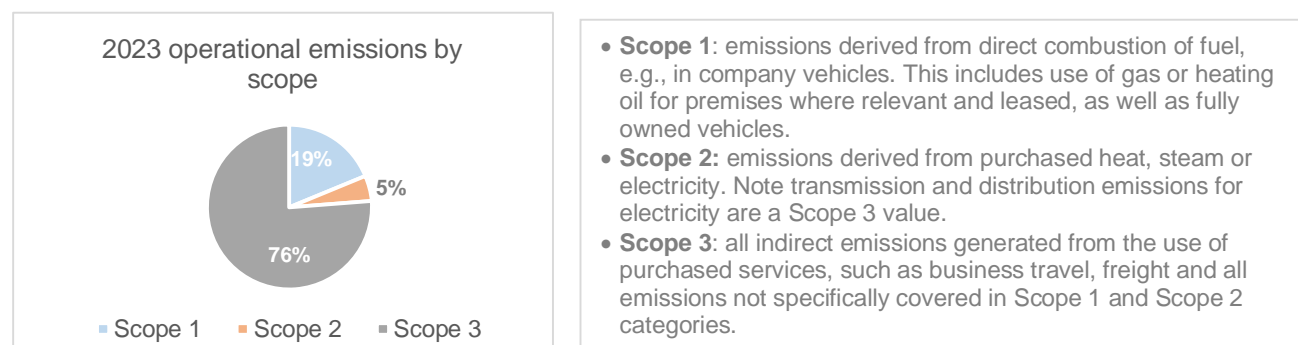 2023 operational emissions by
scope
19%
5%
76%
Scope 1 Scope 2 Scope 3
• Scope 1: emissions derived from direct combustion of fuel,
e.g., in company vehicles. This includes use of gas or heating
oil for premises where relevant and leased, as well as fully
owned vehicles.
• Scope 2: emissions derived from purchased heat, steam or
electricity. Note transmission and distribution emissions for
electricity are a Scope 3 value.
• Scope 3: all indirect emissions generated from the use of
purchased services, such as business travel, freight and all
emissions not specifically covered in Scope 1 and Scope 2
categories.